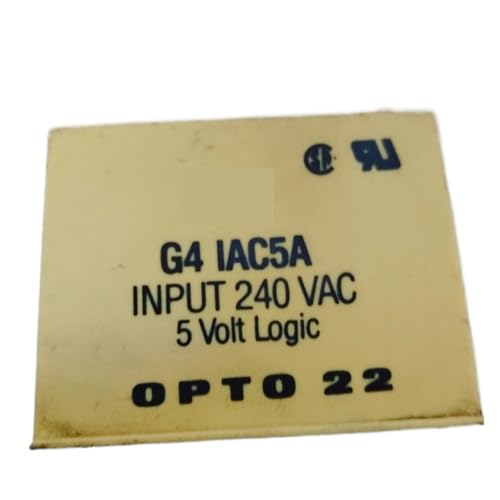 G4 IAC5A
INPUT 240 VAC
5 Volt Logic
OPTO 22